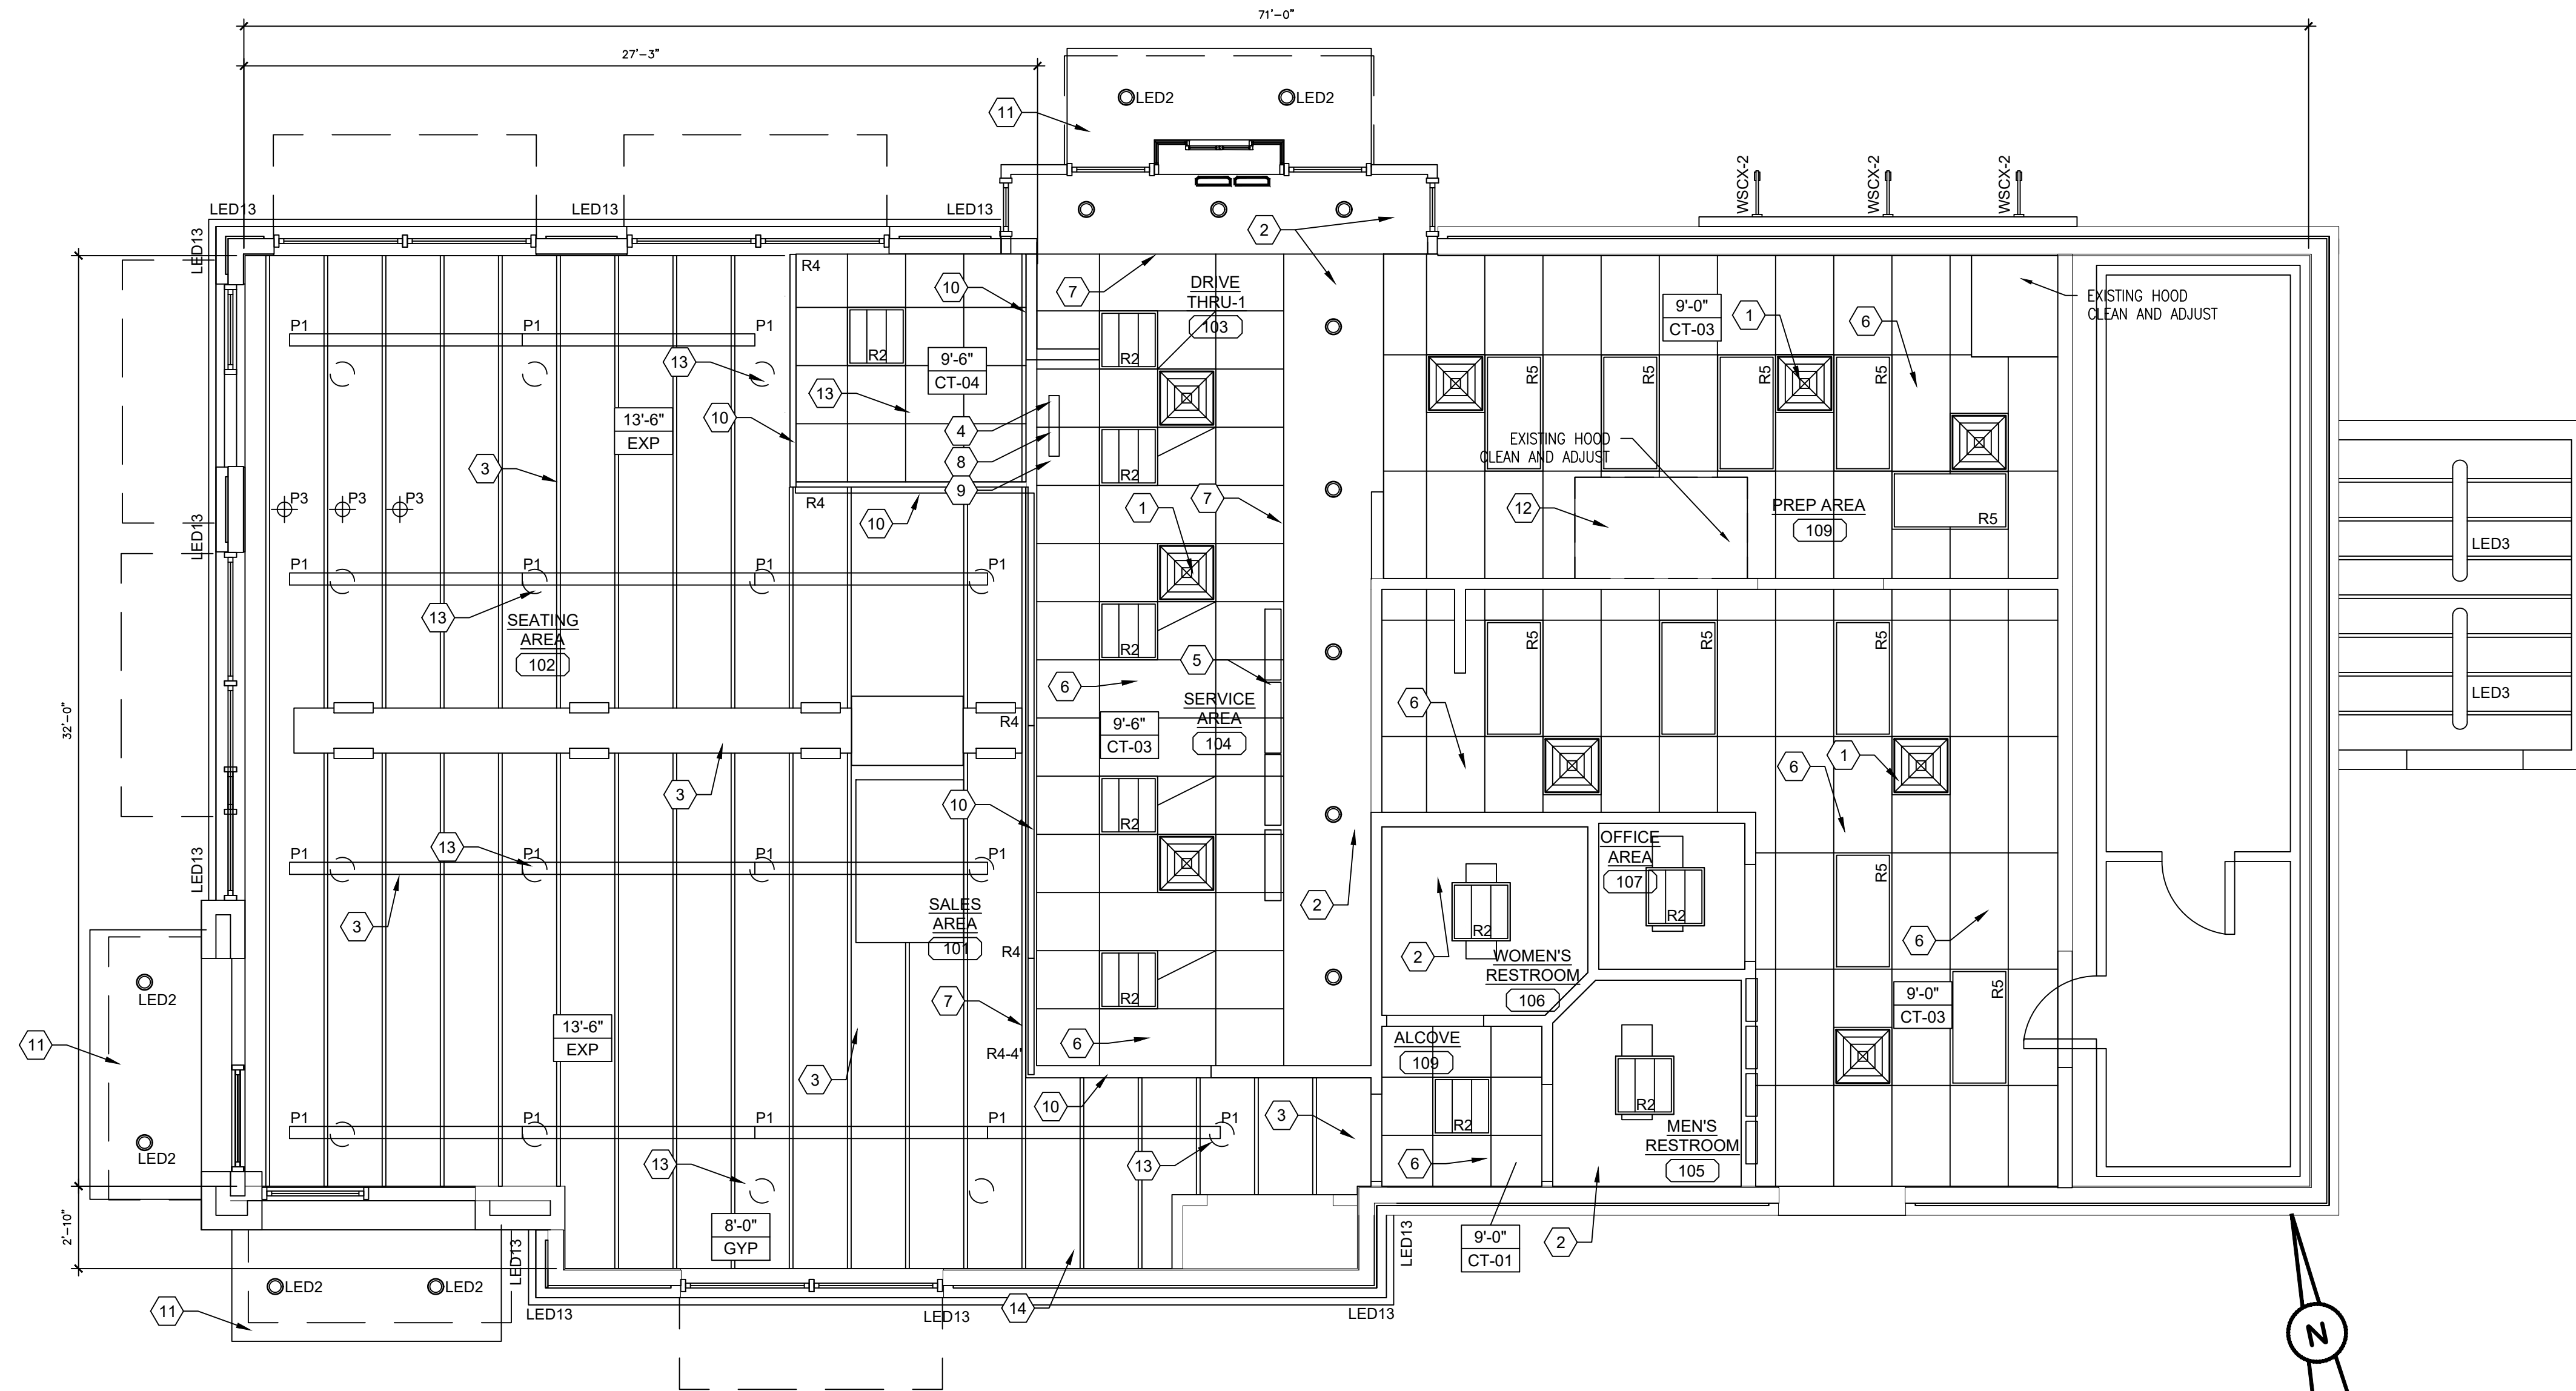 71'-0"
27'-3"
LED2
LED2
11
WSCX-2
WSCX-2
WSCX-2
LED13
LED13
LED13
LED13
2
R4
10
7
DRIVE
THRU-1
103
9'-0"
CT-03
1
6
EXISTING HOOD
CLEAN AND ADJUST
P1
P1
P1
13
R2
9'-6"
CT-04
R2
13
R5
R5
R5
R5
13'-6"
EXP
10
4
8
9
R2
EXISTING HOOD
CLEAN AND ADJUST
3
P3
P3
P3
R4
10
1
7
12
PREP AREA
109
R5
LED13
LED3
P1
P1
P1
P1
13
SEATING
AREA
102
R2
5
R5
R5
R5
6
SERVICE
AREA
104
6
LED3
32'-0"
R4
9'-6"
CT-03
3
10
R2
6
1
P1
P1
P1
P1
13
LED13
OFFICE
AREA
107
R5
3
SALES
AREA
101
2
R2
R2
6
R4
2
WOMEN'S
RESTROOM
106
LED2
7
R2
9'-0"
CT-03
R5
13'-6"
EXP
11
R4-4'
6
ALCOVE
109
3
10
3
R2
R2
P1
P1
P1
P1
P1
LED2
13
13
6
MEN'S
RESTROOM
105
2'-10"
8'-0"
GYP
9'-0"
CT-01
2
LED13
LED13
LED2
LED2
11
LED13
LED13
14
LED13
N